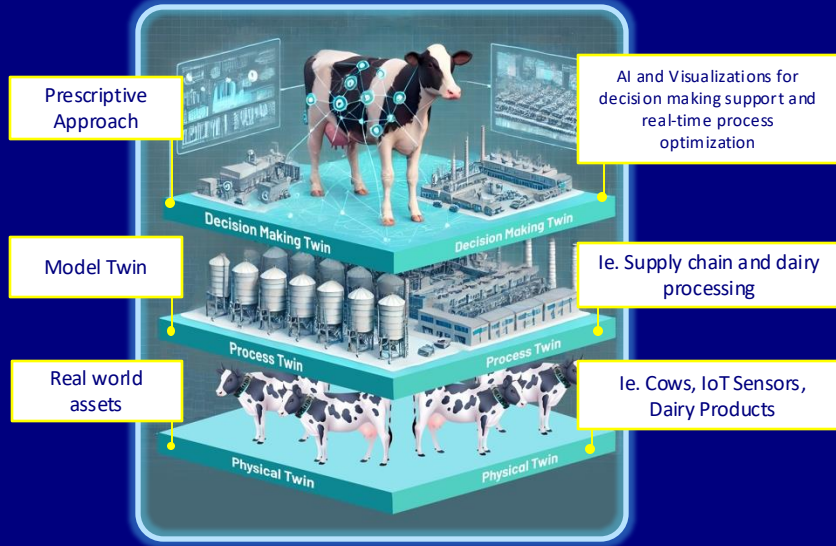 Prescriptive
Approach
AI and Visualizations for
decision making support and
real-time process
optimization
Decision Making Twin
Decision Making Twin
Model Twin
Ie. Supply chain and dairy
processing
Process Twin
Process Twin
Real world
assets
Ie. Cows, IoT Sensors,
Dairy Products
Physical Twin
Physical Twin